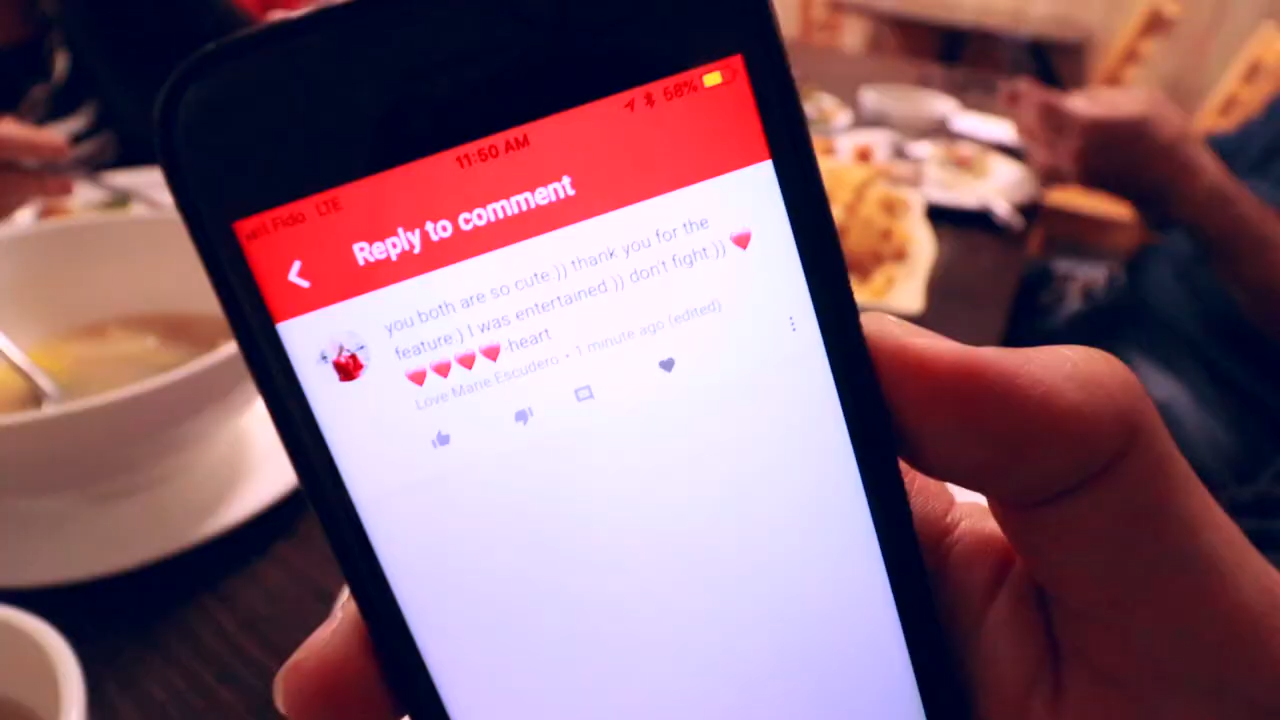 Fido LTE
11:50 AM
58%
Reply to comment
you both are so cute:)) thank you for the
feature:) I was entertained:)) don't fight:)) ❤️
❤️❤️❤️❤️-heart
Love Marie Escudero • 1 minute ago (edited)